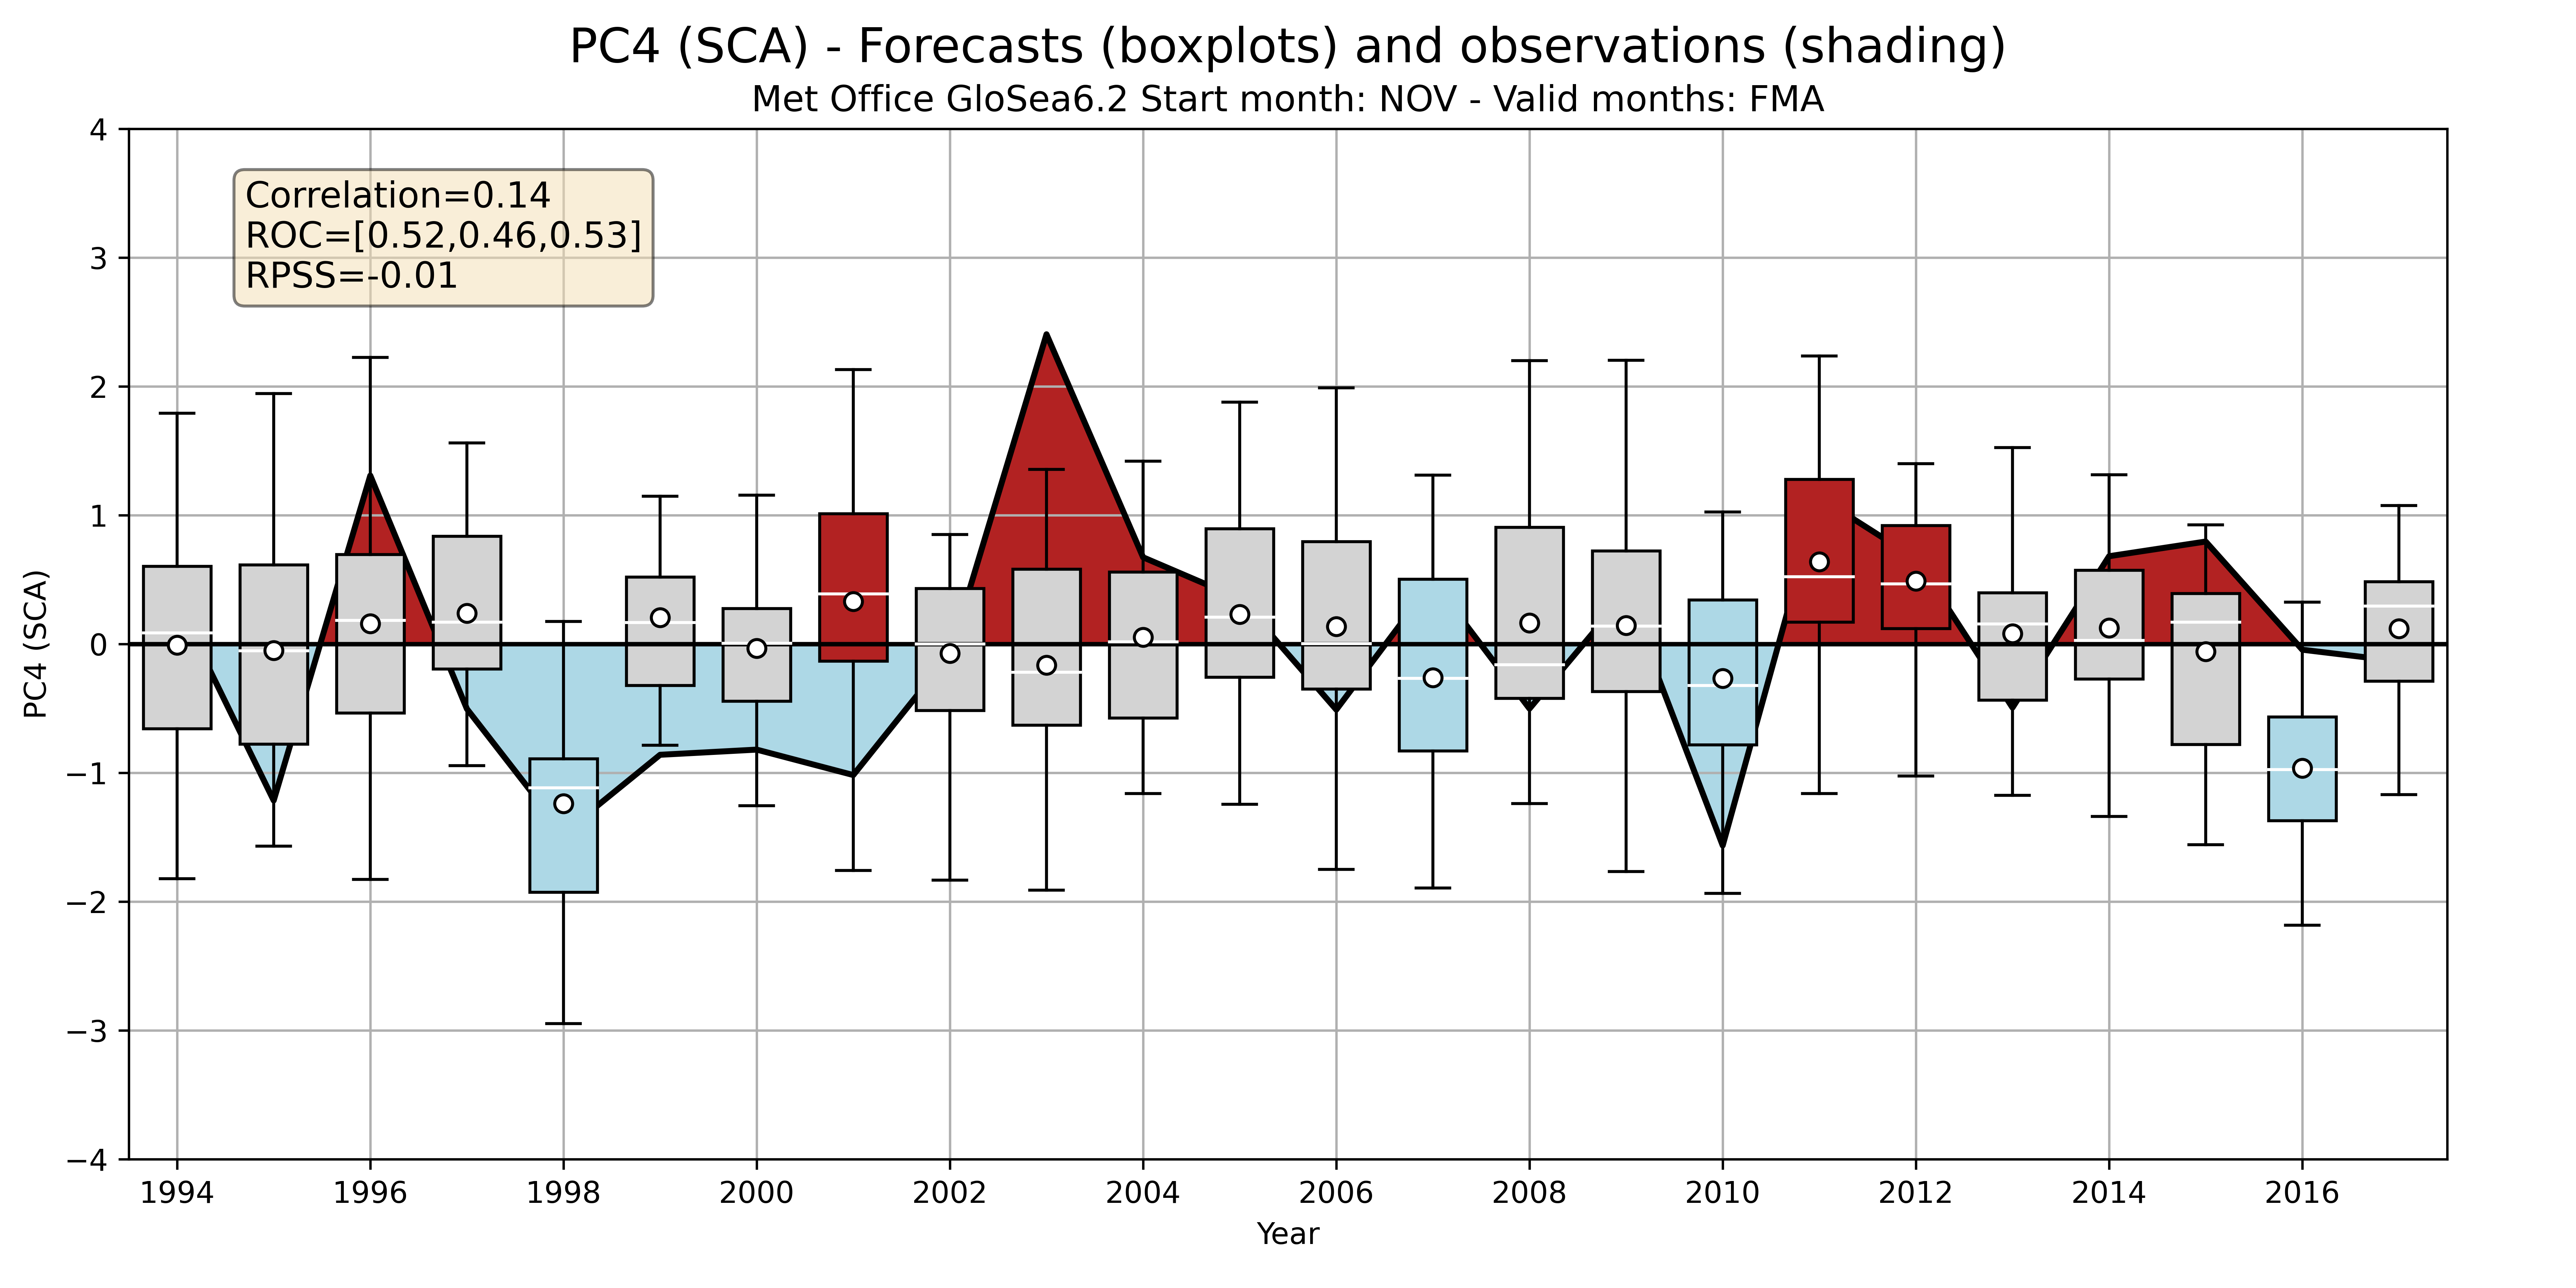 PC4 (SCA) - Forecasts (boxplots) and observations (shading)
Met Office GloSea6.2 Start month: NOV - Valid months: FMA
Correlation=0.14
ROC=[0.52,0.46,0.53]
RPSS=-0.01
PC4 (SCA)
4
3
2
1
0
−1
−2
−3
−4
1994 1996 1998 2000 2002 2004 2006 2008 2010 2012 2014 2016
Year